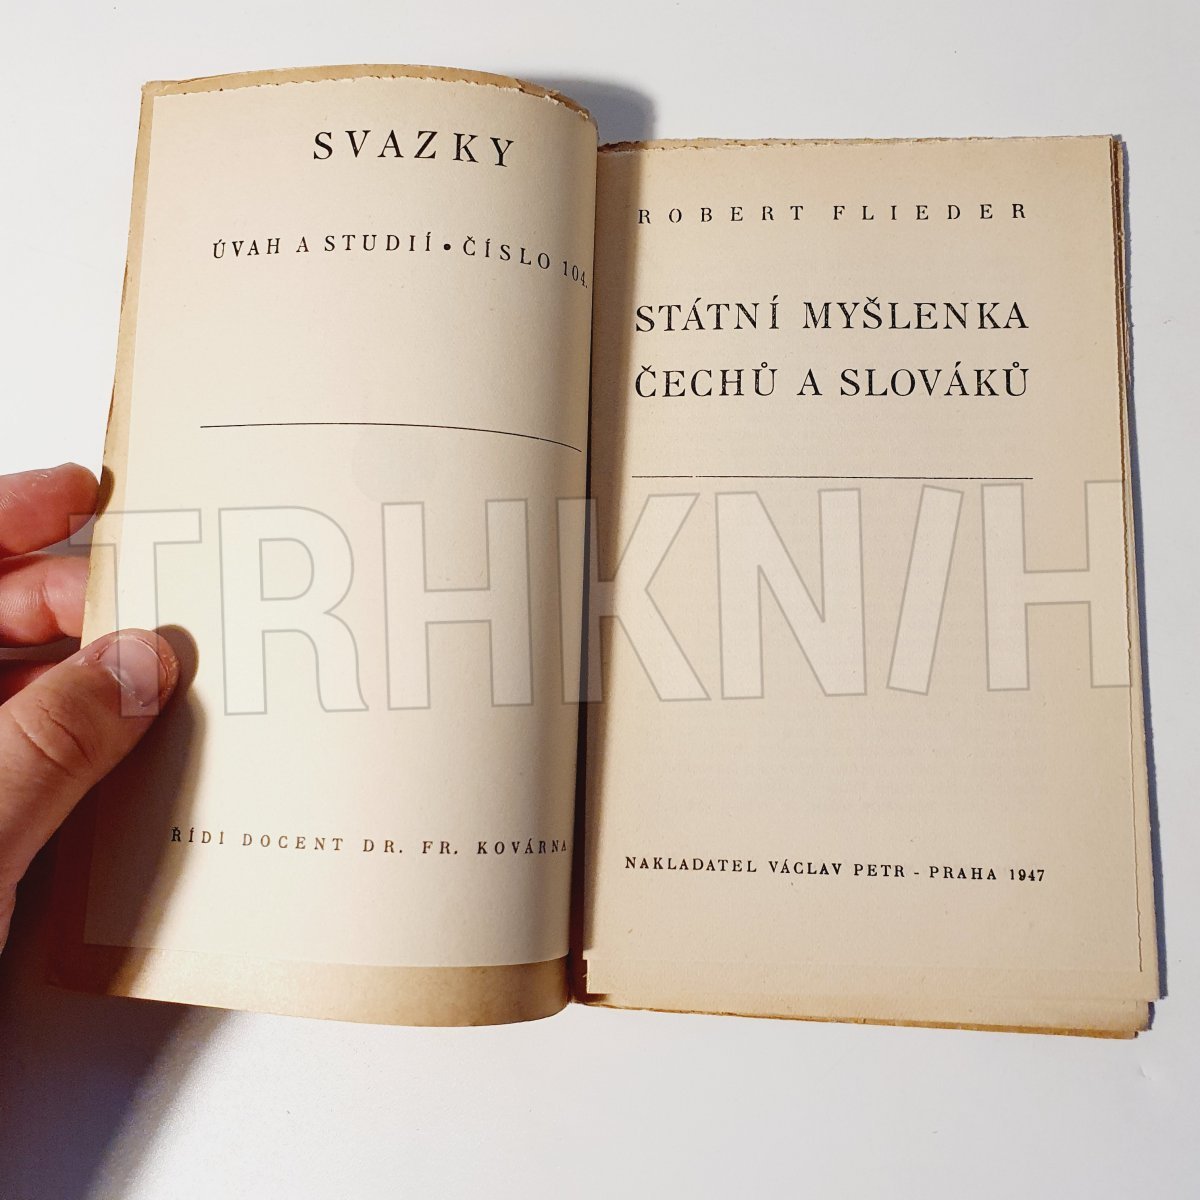 SVAZKY
ÚVAH A STUDIÍ • ČÍSLO 104.
ŘÍDI DOCENT DR. FR. KOVÁRNA
ROBERT FLIEDER
STÁTNÍ MYŠLENKA
ČECHŮ A SLOVÁKŮ
NAKLADATEL VÁCLAV PETR - PRAHA 1947
TRHKN/H